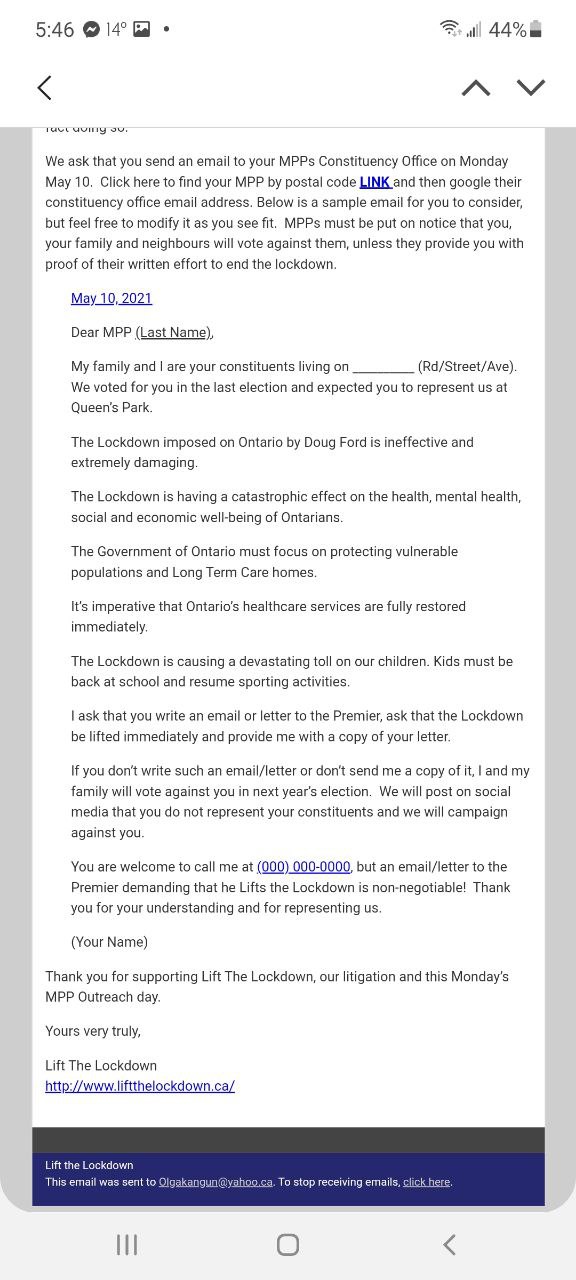 5:46 14° • 44%
fact doing so.
We ask that you send an email to your MPPs Constituency Office on Monday
May 10.  Click here to find your MPP by postal code LINK and then google their
constituency office email address. Below is a sample email for you to consider,
but feel free to modify it as you see fit.  MPPs must be put on notice that you,
your family and neighbours will vote against them, unless they provide you with
proof of their written effort to end the lockdown.
May 10, 2021
Dear MPP (Last Name),
My family and I are your constituents living on _________ (Rd/Street/Ave).
We voted for you in the last election and expected you to represent us at
Queen's Park.
The Lockdown imposed on Ontario by Doug Ford is ineffective and
extremely damaging.
The Lockdown is having a catastrophic effect on the health, mental health,
social and economic well-being of Ontarians.
The Government of Ontario must focus on protecting vulnerable
populations and Long Term Care homes.
It's imperative that Ontario's healthcare services are fully restored
immediately.
The Lockdown is causing a devastating toll on our children. Kids must be
back at school and resume sporting activities.
I ask that you write an email or letter to the Premier, ask that the Lockdown
be lifted immediately and provide me with a copy of your letter.
If you don't write such an email/letter or don't send me a copy of it, I and my
family will vote against you in next year's election.  We will post on social
media that you do not represent your constituents and we will campaign
against you.
You are welcome to call me at (000) 000-0000, but an email/letter to the
Premier demanding that he Lifts the Lockdown is non-negotiable!  Thank
you for your understanding and for representing us.
(Your Name)
Thank you for supporting Lift The Lockdown, our litigation and this Monday's
MPP Outreach day.
Yours very truly,
Lift The Lockdown
http://www.liftthelockdown.ca/
Lift the Lockdown
This email was sent to Olgakangun@yahoo.ca. To stop receiving emails, click here.